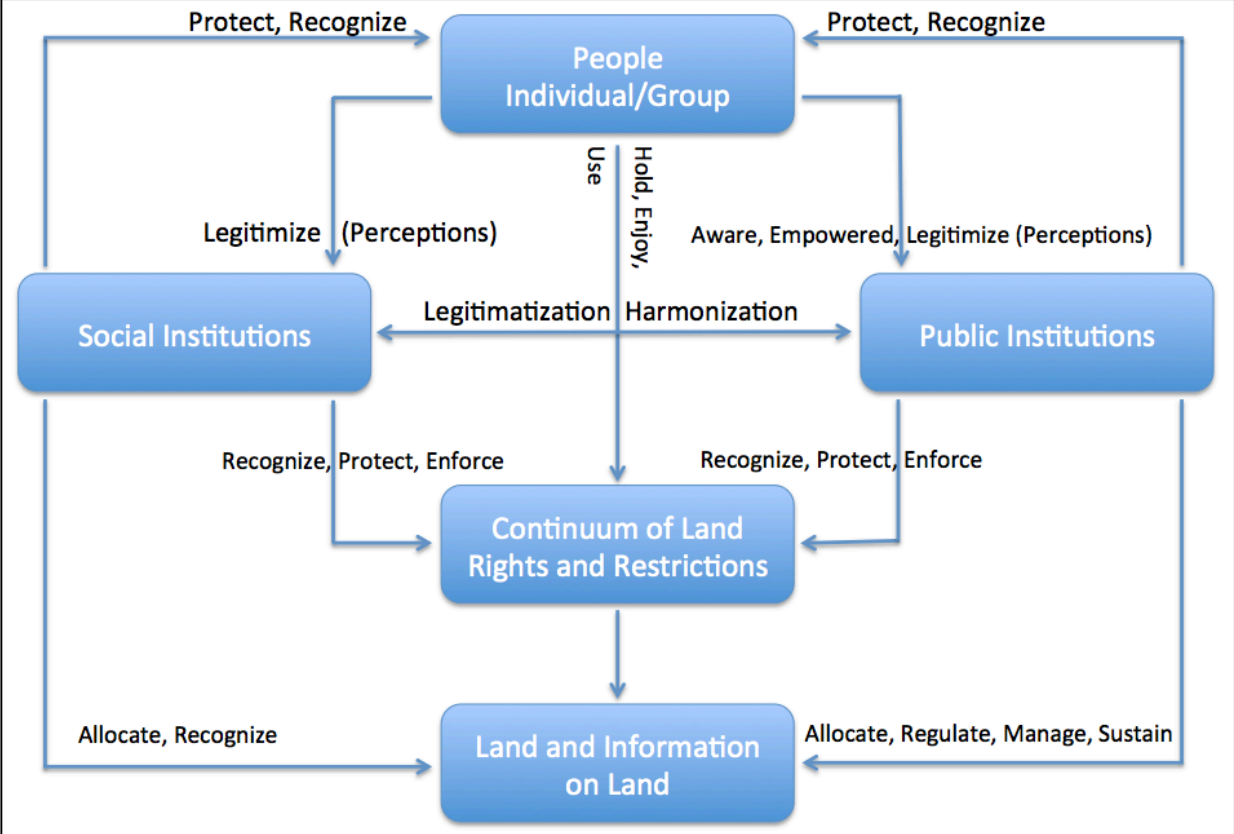 Protect, Recognize
Protect, Recognize
People
Individual/Group
Use
Hold, Enjoy,
Legitimize (Perceptions)
Aware, Empowered, Legitimize (Perceptions)
Social Institutions
Legitimatization Harmonization
Public Institutions
Recognize, Protect, Enforce
Recognize, Protect, Enforce
Continuum of Land
Rights and Restrictions
Allocate, Recognize
Allocate, Regulate, Manage, Sustain
Land and Information
on Land